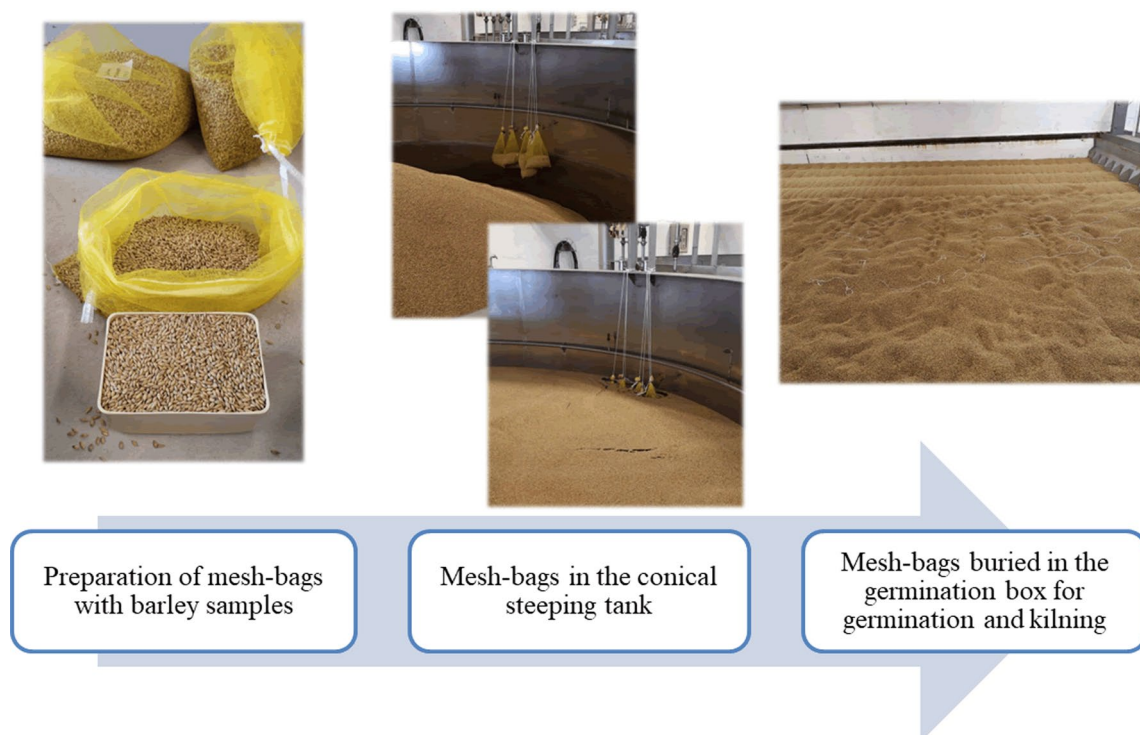 Preparation of mesh-bags
with barley samples
Mesh-bags in the conical
steeping tank
Mesh-bags buried in the
germination box for
germination and kilning